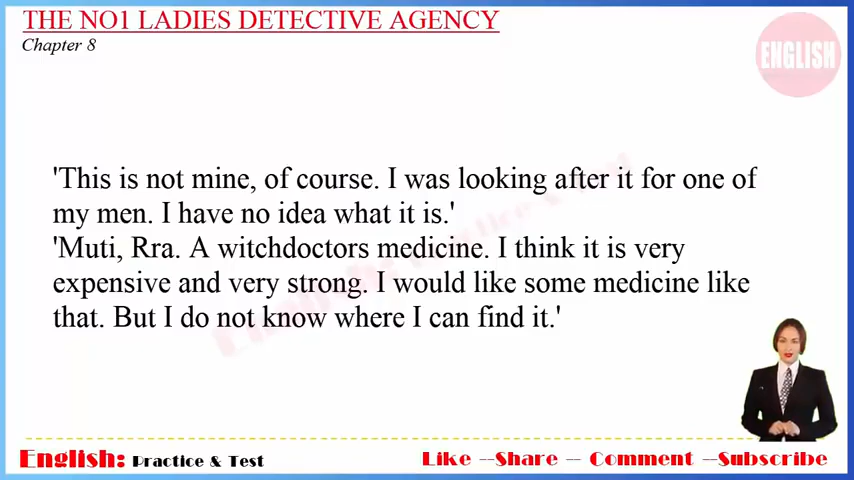 THE NO1 LADIES DETECTIVE AGENCY
Chapter 8
ENGLISH
'This is not mine, of course. I was looking after it for one of
my men. I have no idea what it is.'
'Muti, Rra. A witchdoctors medicine. I think it is very
expensive and very strong. I would like some medicine like
that. But I do not know where I can find it.'
English: Practice & Test
Like --Share -- Comment --Subscribe